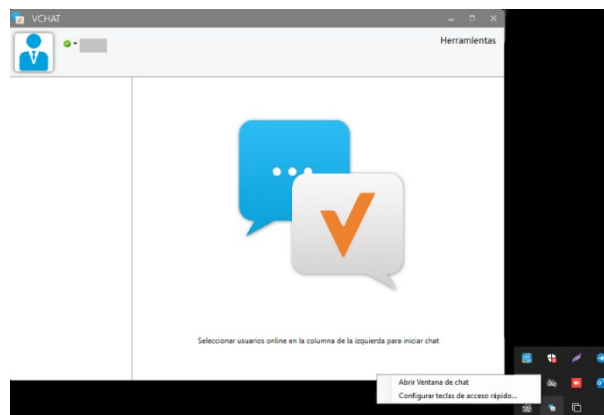 VCHAT
Herramientas
Seleccionar usuarios online en la columna de la izquierda para iniciar chat
Abrir Ventana de chat
Configurar teclas de acceso rápido...